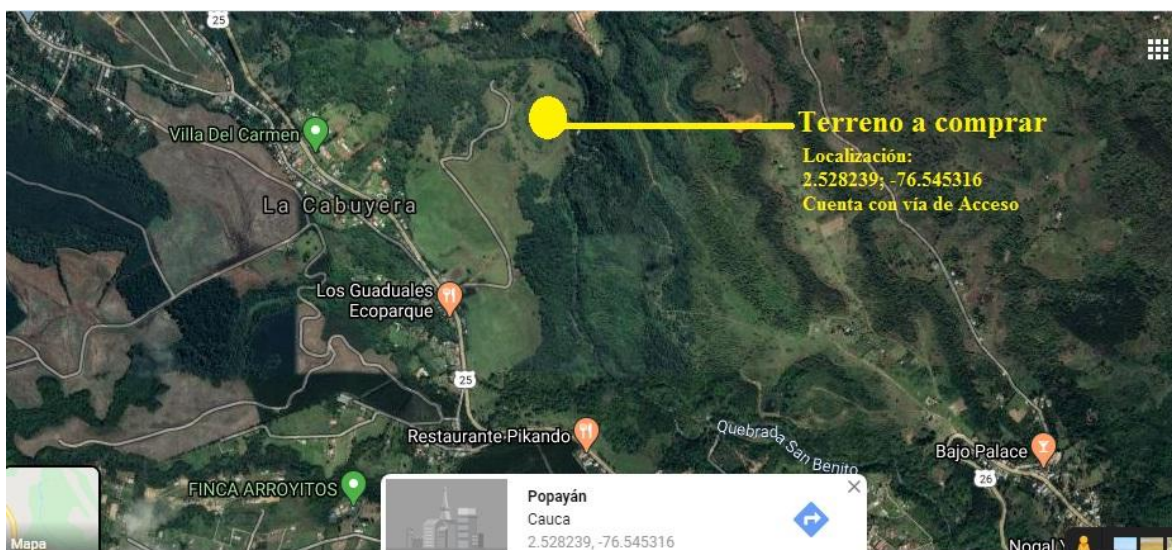 25
Villa Del Carmen
Terreno a comprar
Localización:
2.528239; -76.545316
Cuenta con vía de Acceso
La Cabuyera
Los Guaduales
Ecoparque
25
Restaurante Pikando
Quebrada San Benito
Bajo Palace
26
FINCA ARROYITOS
Popayán
Cauca
2.528239, -76.545316
Mapa
Nogal